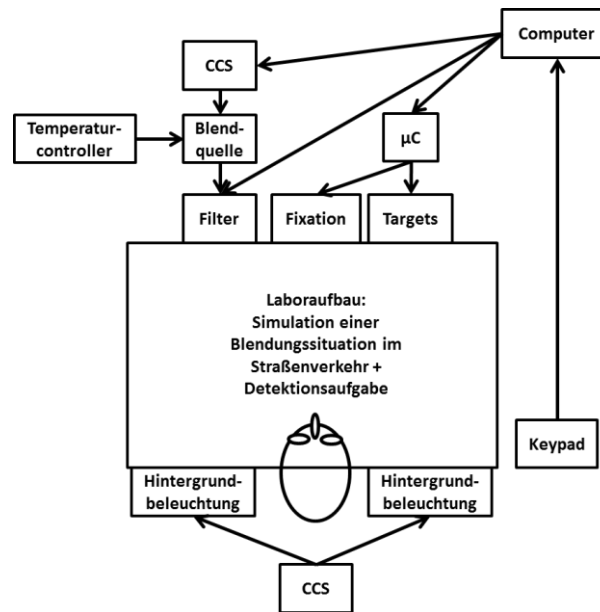 Computer
CCS
Temperatur-
controller
Blend-
quelle
µC
Filter
Fixation
Targets
Laboraufbau:
Simulation einer
Blendungssituation im
Straßenverkehr +
Detektionsaufgabe
Keypad
Hintergrund-
beleuchtung
Hintergrund-
beleuchtung
CCS